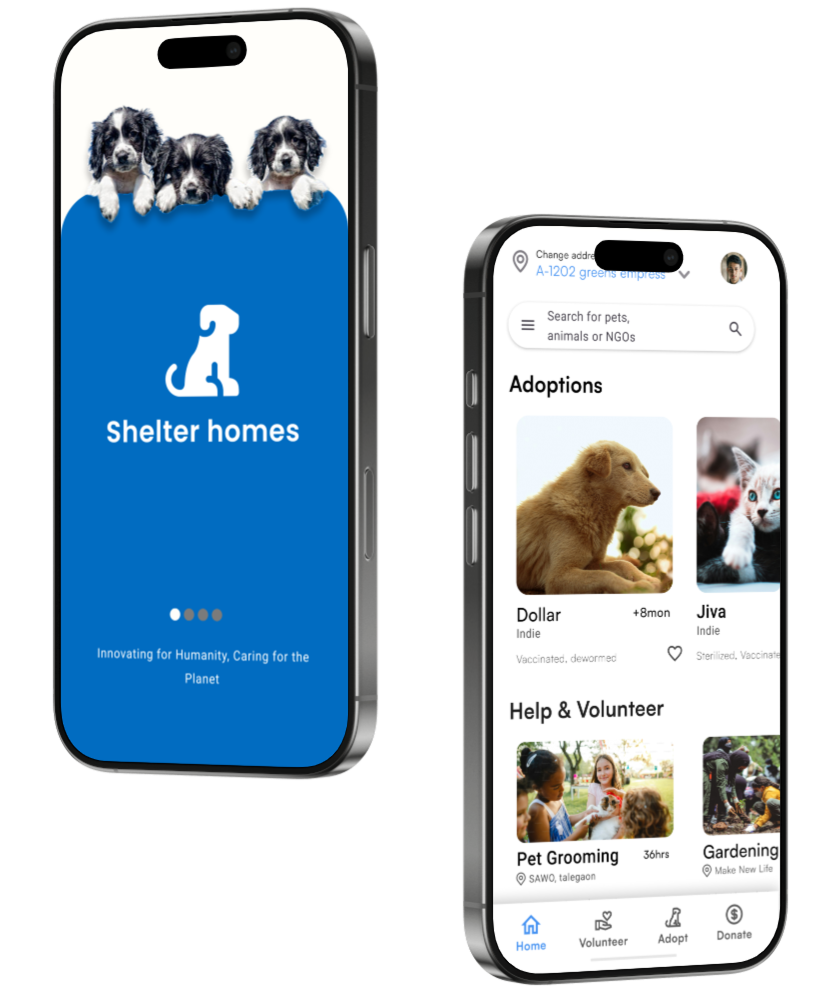 Shelter homes
Innovating for Humanity, Caring for the
Planet
Change addre
A-1202 greens empress
Search for pets,
animals or NGOs
Adoptions
Dollar +8mon
Indie
Vaccinated, dewormed
Jiva
Indie
Sterilized, Vaccinate
Help & Volunteer
Pet Grooming 36hrs
SAWO, talegaon
Gardening
Make New Life
Home
Volunteer
Adopt
Donate